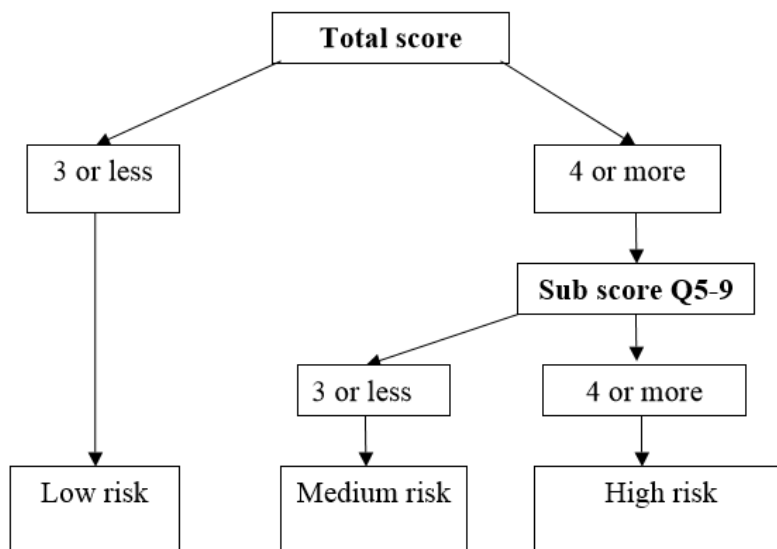 Total score
3 or less
4 or more
Sub score Q5-9
3 or less
4 or more
Low risk
Medium risk
High risk